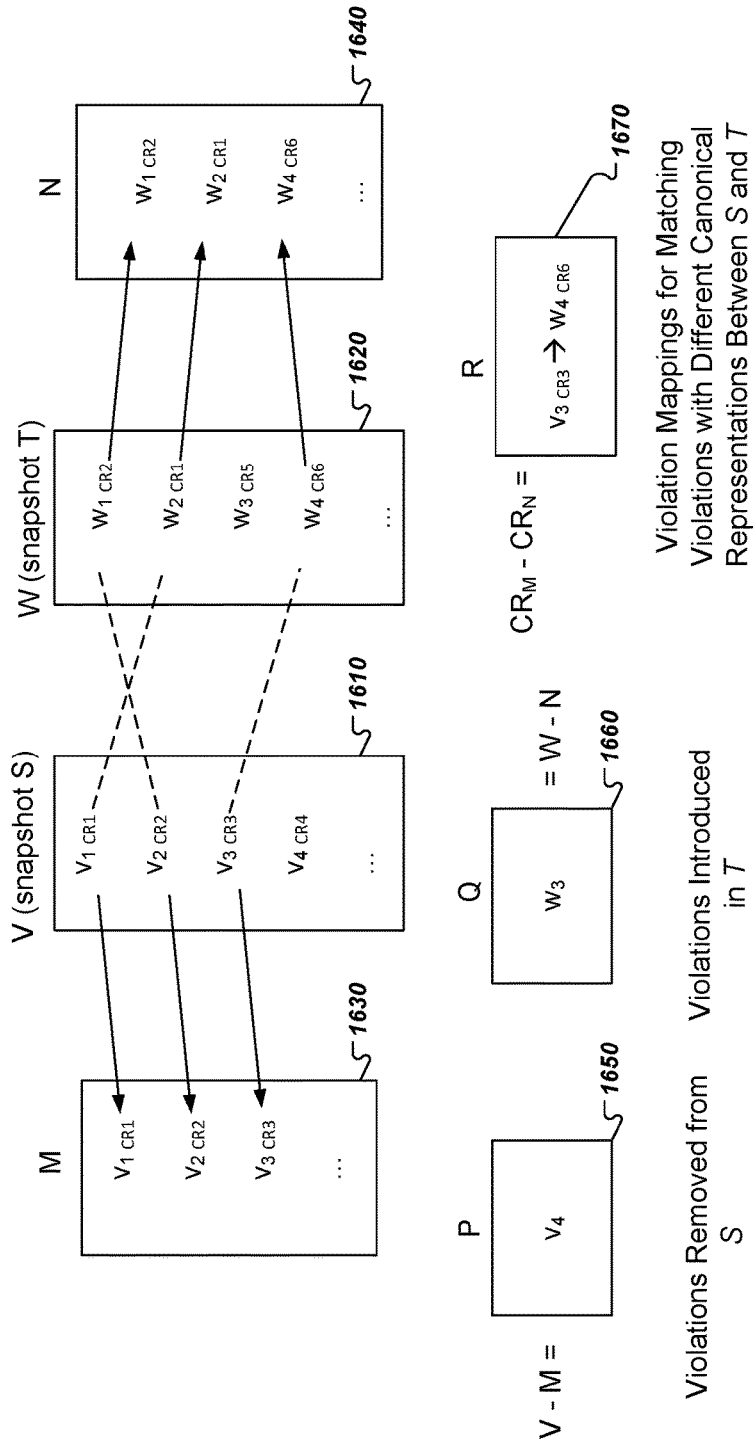 M
V₁ CR1
V₂ CR2
V₃ CR3
...
1630
V (snapshot S)
V₁ CR1
V₂ CR2
V₃ CR3
V₄ CR4
...
1610
W (snapshot T)
W₁ CR2
W₂ CR1
W₃ CR5
W₄ CR6
...
1620
N
W₁ CR2
W₂ CR1
W₄ CR6
...
1640
V - M =
P
V₄
1650
Violations Removed from
S
Q
W₃
= W - N
1660
Violations Introduced
in T
CR_M - CR_N =
R
V₃ CR3 → W₄ CR6
1670
Violation Mappings for Matching
Violations with Different Canonical
Representations Between S and T